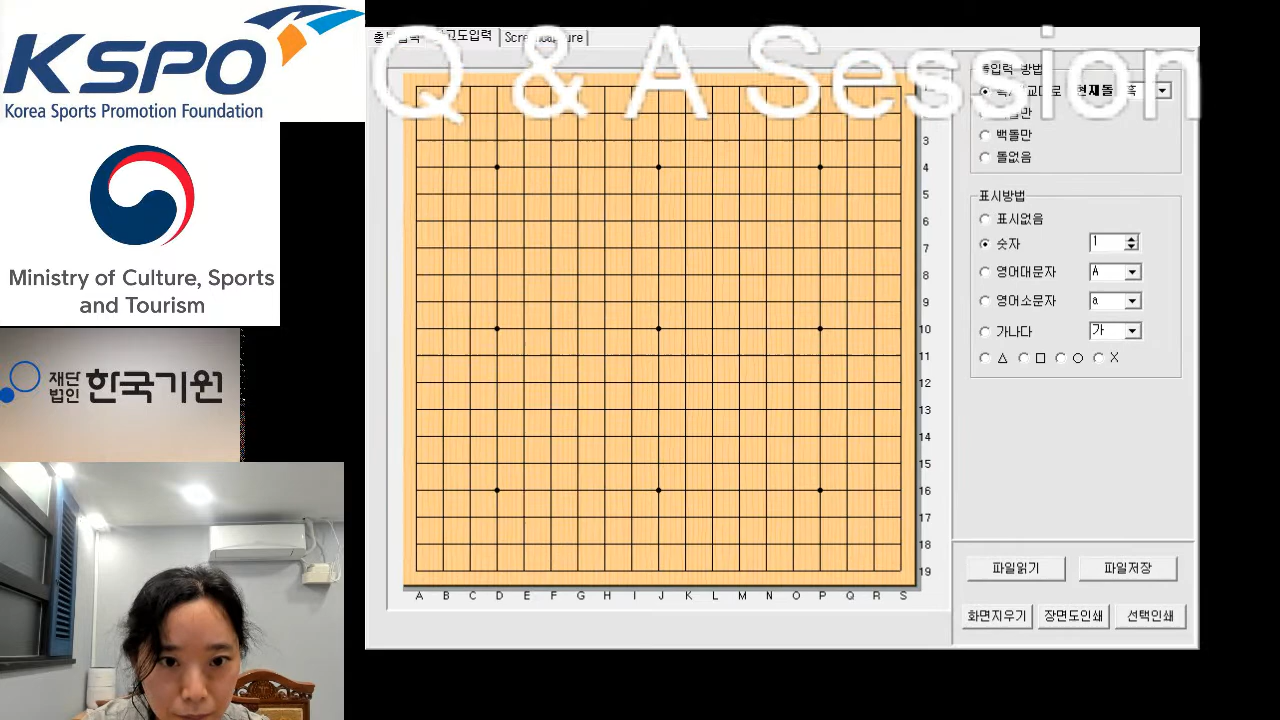 KSPO
Korea Sports Promotion Foundation
Ministry of Culture, Sports
and Tourism
재단
법인 한국기원
Q & A Session
현재돌 흑
백돌만
돌없음
표시방법
표시없음
숫자 1
영어대문자 A
영어소문자 a
가나다 가
△ □ ○ X
3
4
5
6
7
8
9
10
11
12
13
14
15
16
17
18
19
A B C D E F G H I J K L M N O P Q R S
파일읽기 파일저장
화면지우기 장면도인쇄 선택인쇄